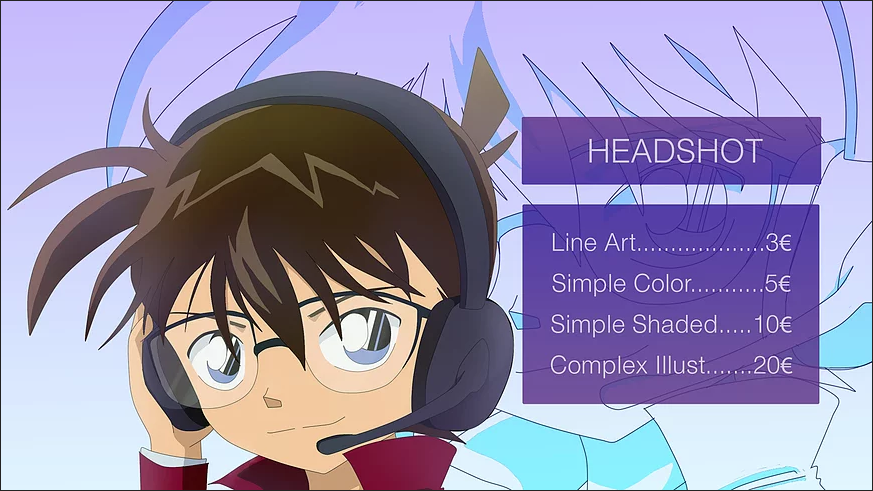 HEADSHOT
Line Art...................3€
Simple Color...........5€
Simple Shaded.....10€
Complex Illust.......20€